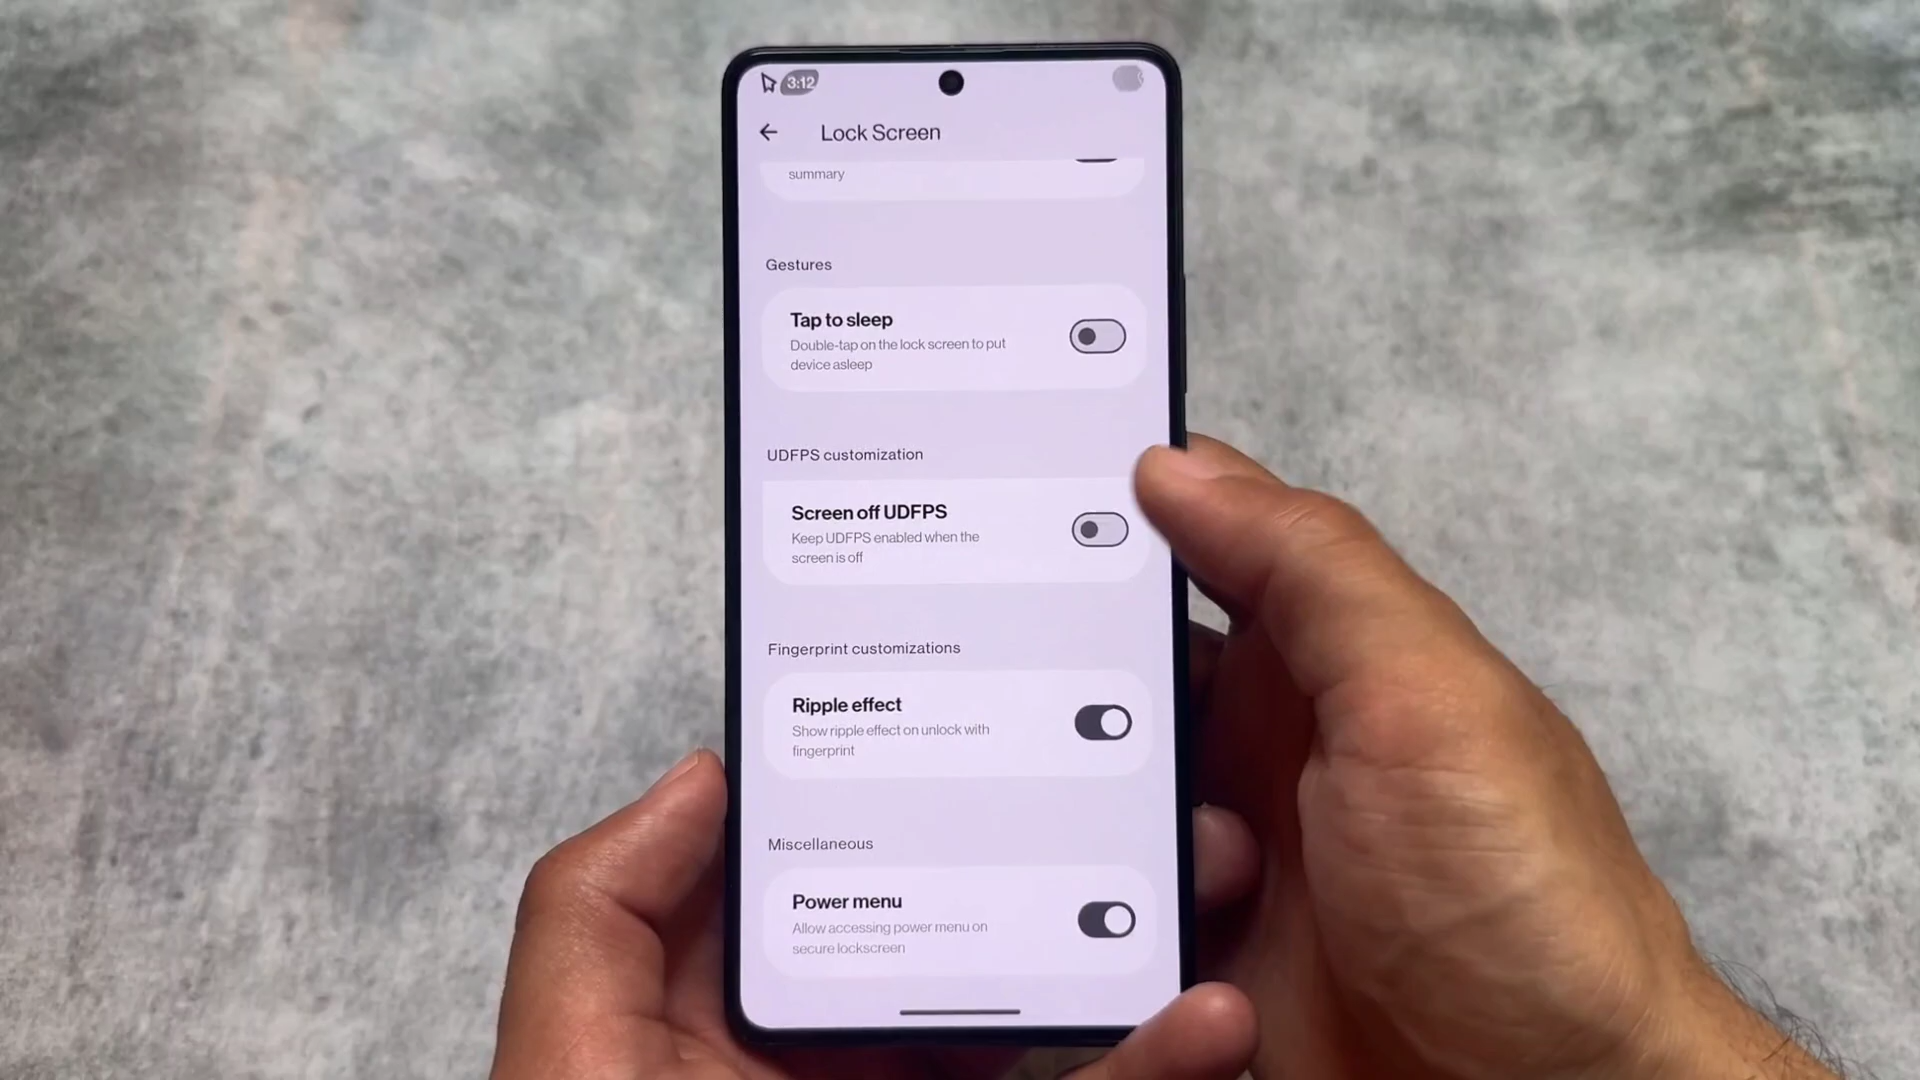 3:12
Lock Screen
summary
Gestures
Tap to sleep
Double-tap on the lock screen to put
device asleep
UDFPS customization
Screen off UDFPS
Keep UDFPS enabled when the
screen is off
Fingerprint customizations
Ripple effect
Show ripple effect on unlock with
fingerprint
Miscellaneous
Power menu
Allow accessing power menu on
secure lockscreen